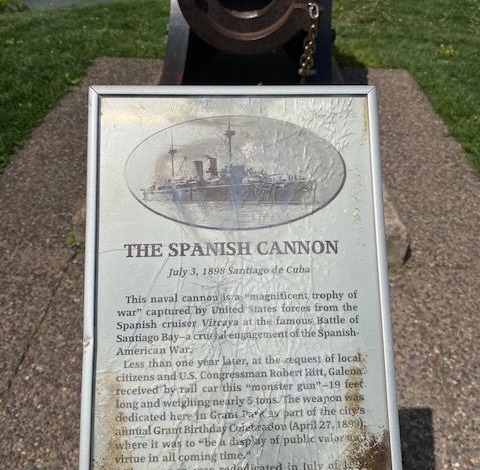 THE SPANISH CANNON
July 3, 1898 Santiago de Cuba
This naval cannon is a "magnificent trophy of
war" captured by United States forces from the
Spanish cruiser Vizcaya at the famous Battle of
Santiago Bay—a crucial engagement of the Spanish-
American War.
Less than one year later, at the request of local
citizens and U.S. Congressman Robert Hitt, Galena
received by rail car this "monster gun"—19 feet
long and weighing nearly 5 tons. The weapon was
dedicated here in Grant Park as part of the city's
annual Grant Birthday Celebration (April 27, 1899),
where it was to "be a display of public valor and
virtue in all coming time."
was rededicated in July of